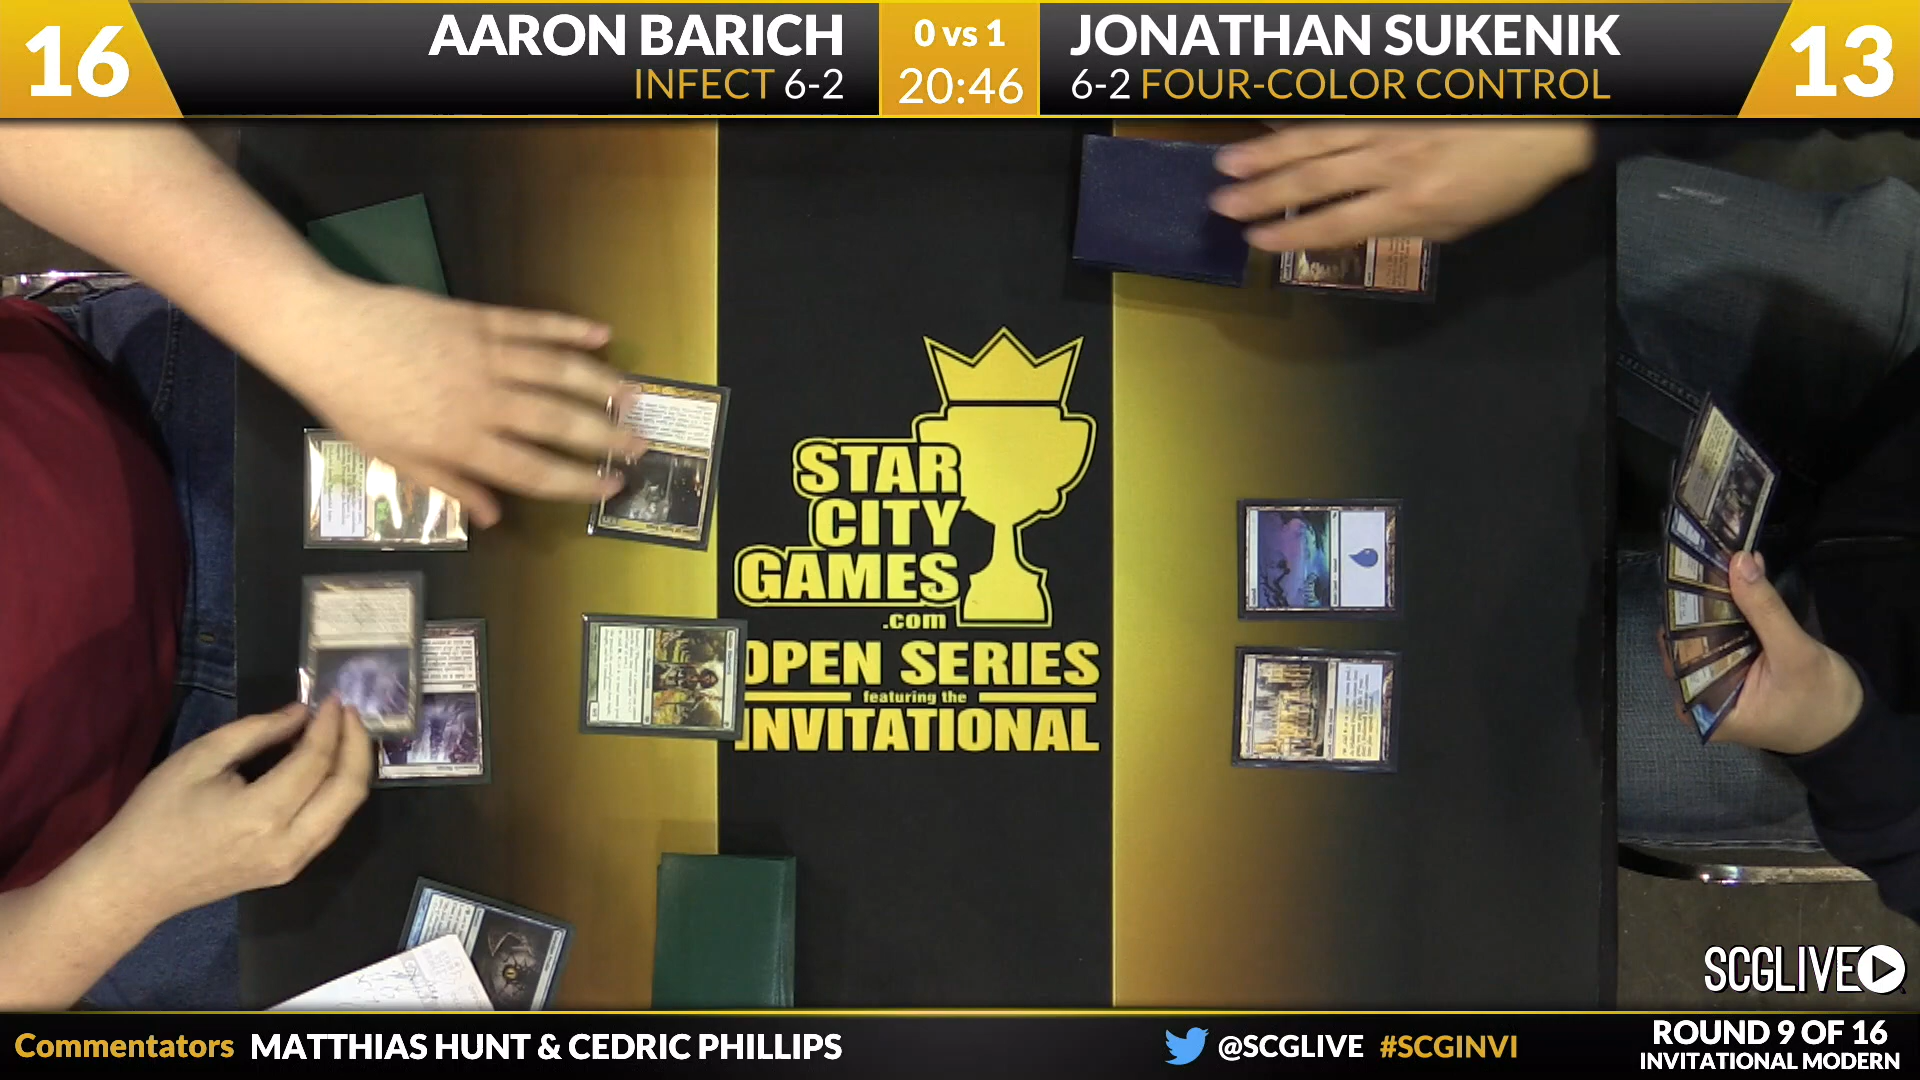 16
AARON BARICH
INFECT 6-2
0 vs 1
20:46
JONATHAN SUKENIK
6-2 FOUR-COLOR CONTROL
13
STAR
CITY
GAMES
.com
OPEN SERIES
featuring the
INVITATIONAL
SCGLIVE
Commentators MATTHIAS HUNT & CEDRIC PHILLIPS
@SCGLIVE #SCGINVI
ROUND 9 OF 16
INVITATIONAL MODERN